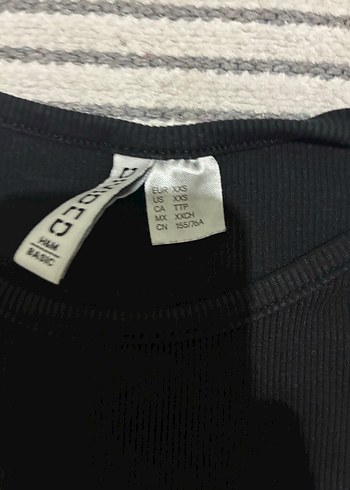 DIVIDED
H&M
BASIC
EUR XXS
US XXS
CA TTP
MX XXCH
CN 155/76A